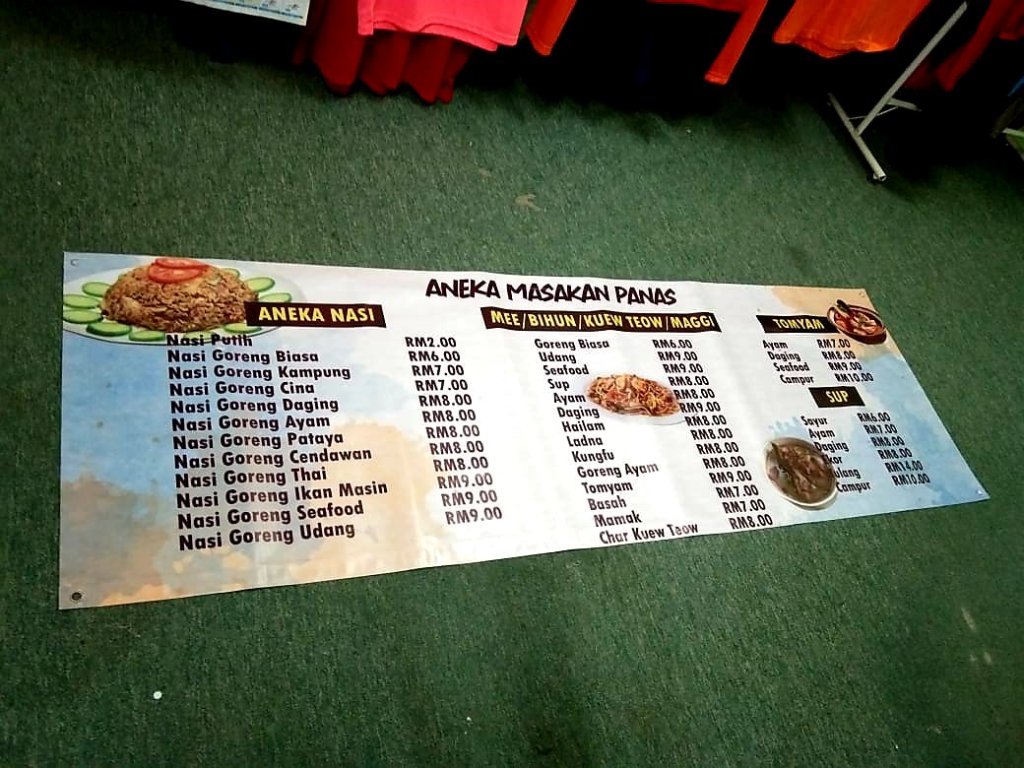 ANEKA MASAKAN PANAS
ANEKA NASI
Nasi Putih RM2.00
Nasi Goreng Biasa RM6.00
Nasi Goreng Kampung RM7.00
Nasi Goreng Cina RM7.00
Nasi Goreng Daging RM8.00
Nasi Goreng Ayam RM8.00
Nasi Goreng Pataya RM8.00
Nasi Goreng Cendawan RM8.00
Nasi Goreng Thai RM8.00
Nasi Goreng Ikan Masin RM9.00
Nasi Goreng Seafood RM9.00
Nasi Goreng Udang RM9.00
MEE/BIHUN/KUEW TEOW/MAGGI
Goreng Biasa RM6.00
Udang RM9.00
Seafood RM9.00
Sup RM8.00
Ayam RM8.00
Daging RM9.00
Hailam RM8.00
Ladna RM8.00
Kungfu RM8.00
Goreng Ayam RM8.00
Tomyam RM9.00
Basah RM7.00
Mamak RM7.00
Char Kuew Teow RM8.00
TOMYAM
Ayam RM7.00
Daging RM8.00
Seafood RM9.00
Campur RM10.00
SUP
Sayur RM6.00
Ayam RM7.00
Daging RM8.00
Ekor RM8.00
Tulang RM14.00
Campur RM10.00